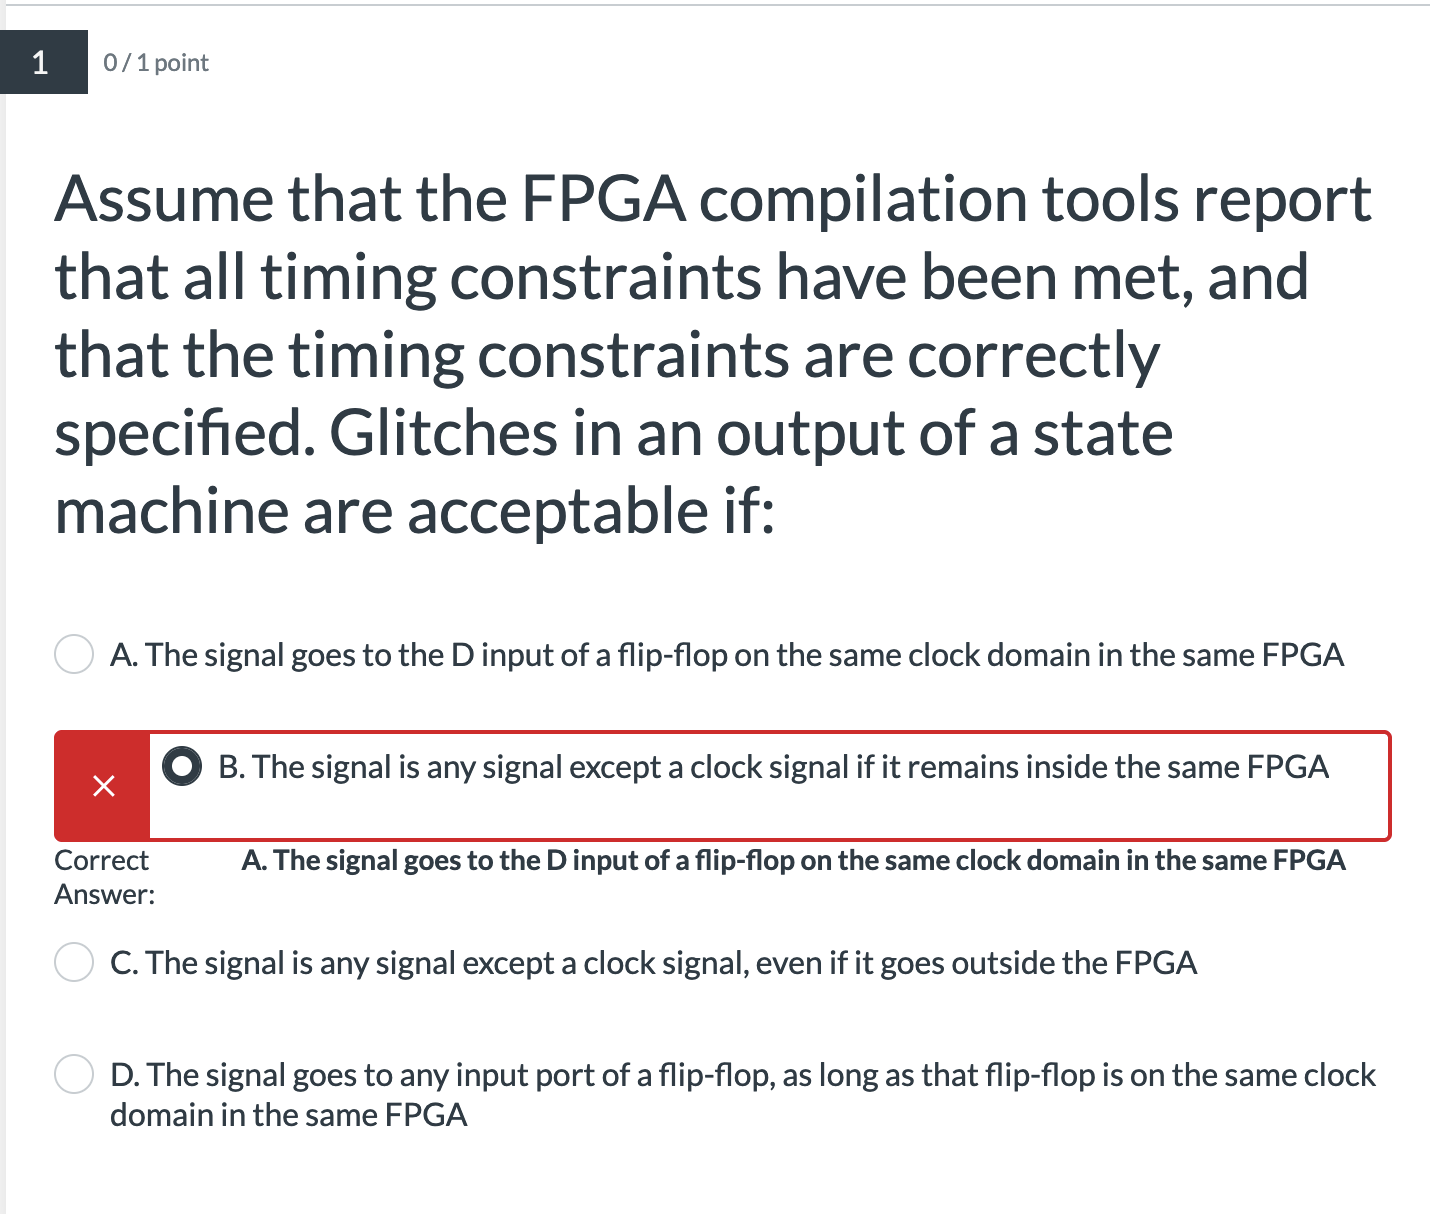 1
0 / 1 point
Assume that the FPGA compilation tools report
that all timing constraints have been met, and
that the timing constraints are correctly
specified. Glitches in an output of a state
machine are acceptable if:
A. The signal goes to the D input of a flip-flop on the same clock domain in the same FPGA
B. The signal is any signal except a clock signal if it remains inside the same FPGA
Correct
Answer:
A. The signal goes to the D input of a flip-flop on the same clock domain in the same FPGA
C. The signal is any signal except a clock signal, even if it goes outside the FPGA
D. The signal goes to any input port of a flip-flop, as long as that flip-flop is on the same clock
domain in the same FPGA